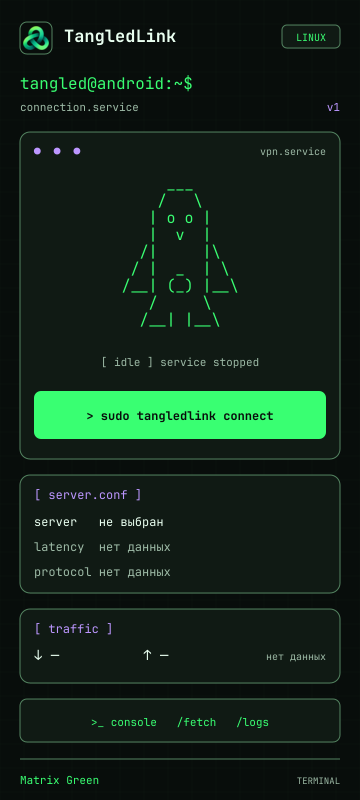 TangledLink
LINUX
tangled@android:~$
connection.service
v1
vpn.service
[ idle ] service stopped
> sudo tangledlink connect
[ server.conf ]
server не выбран
latency нет данных
protocol нет данных
[ traffic ]
↓ — ↑ — нет данных
>_ console /fetch /logs
Matrix Green
TERMINAL